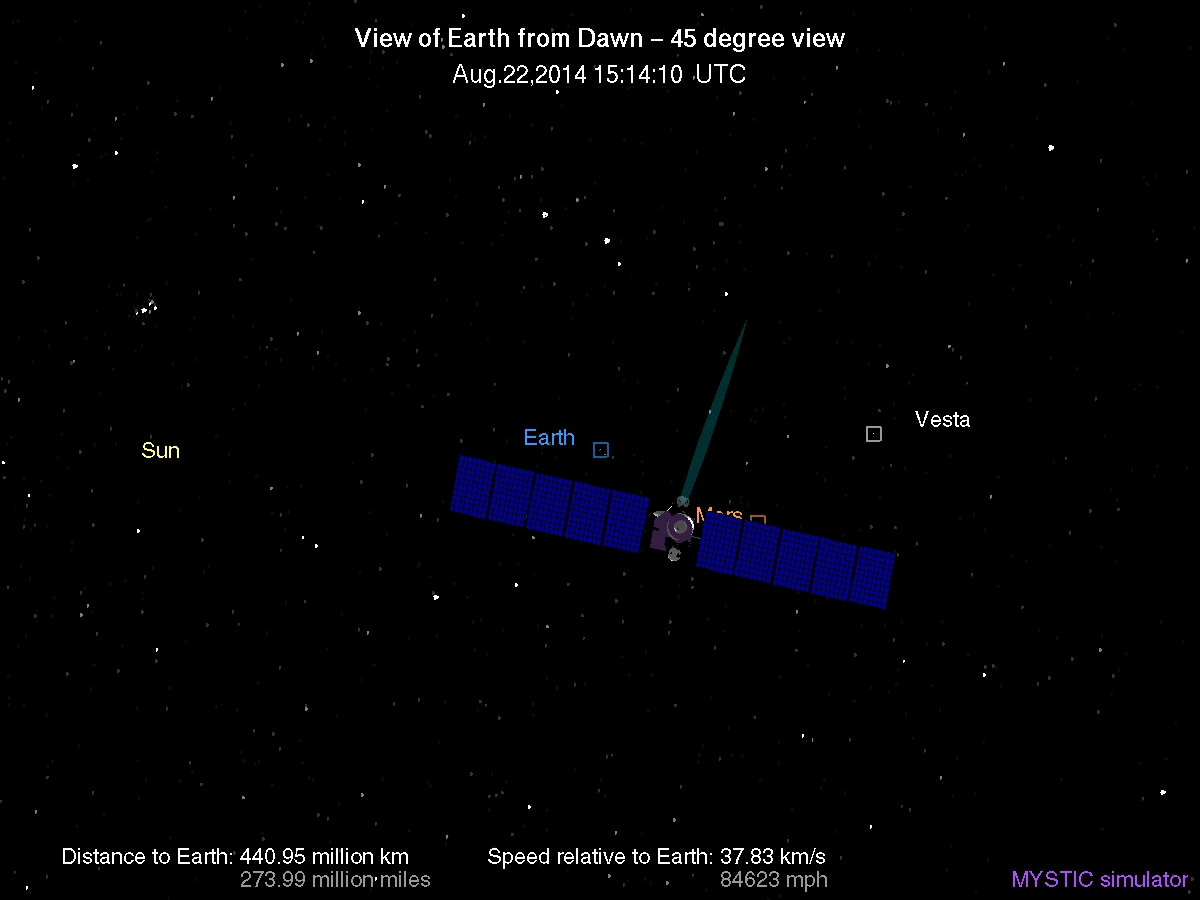 View of Earth from Dawn – 45 degree view
Aug.22,2014 15:14:10 UTC
Vesta
Earth
Sun
Mars
Distance to Earth: 440.95 million km
273.99 million miles
Speed relative to Earth: 37.83 km/s
84623 mph
MYSTIC simulator